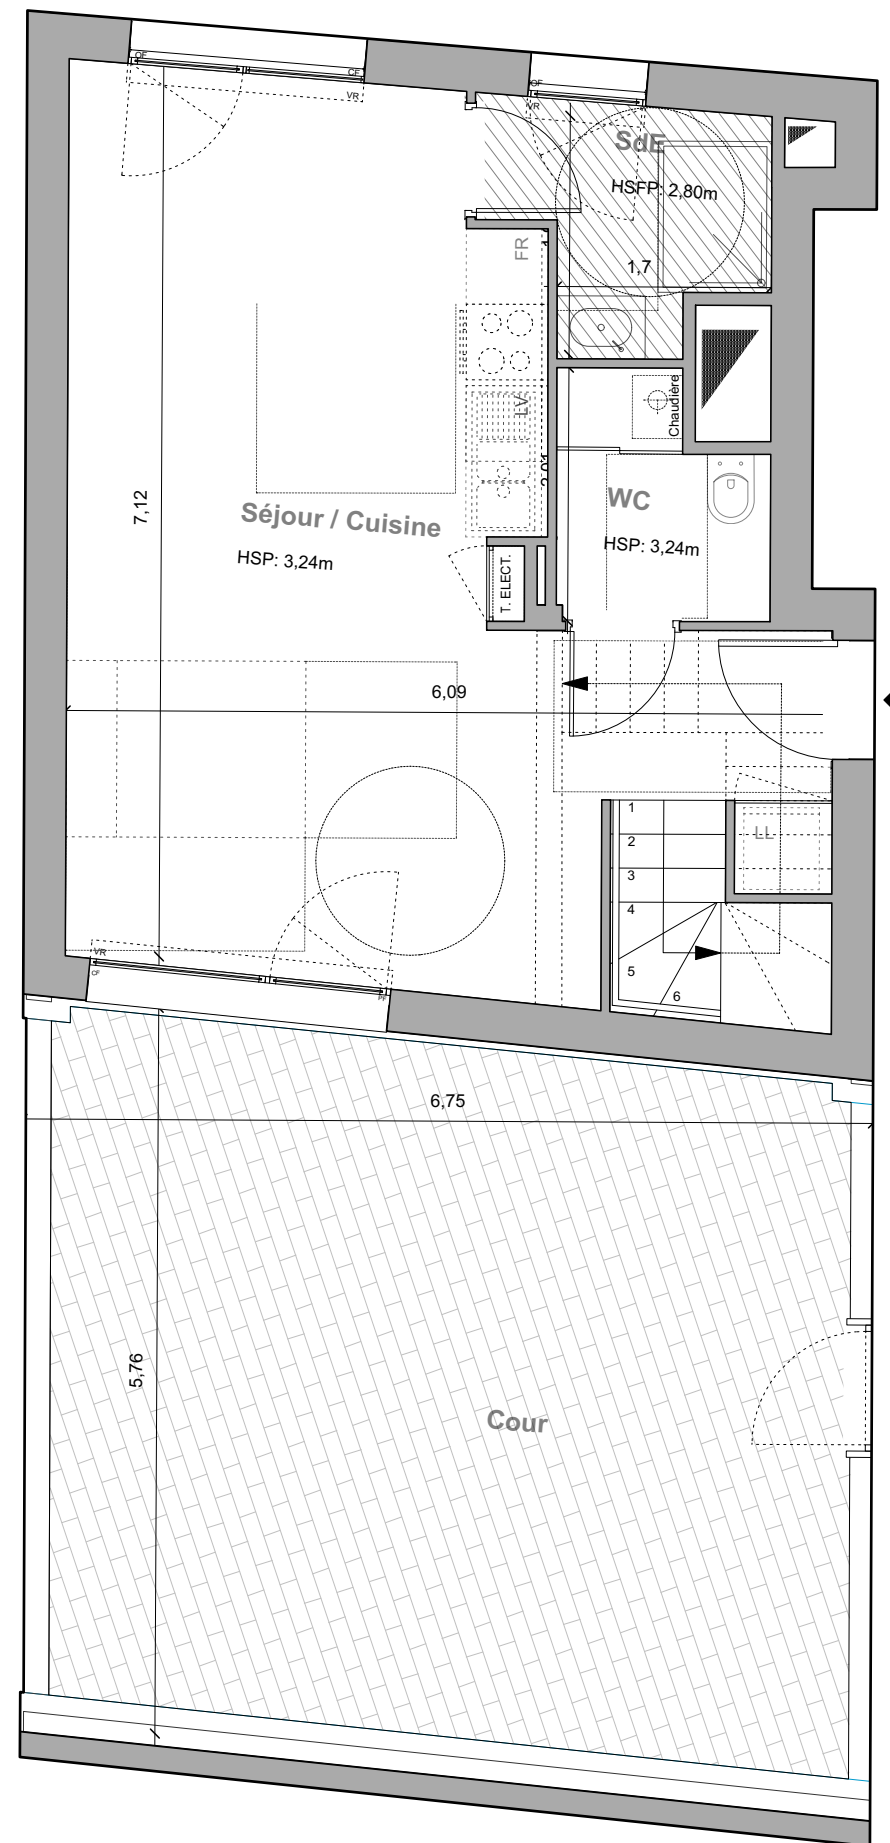 OF
CF
VR
OF
VR
SdE
HSFP: 2,80m
FR
1,7
Chaudière
LV
7,12
Séjour / Cuisine
HSP: 3,24m
WC
HSP: 3,24m
T. ELECT.
6,09
1
2
3
4
5
6
LL
VR
CF
PF
6,75
5,76
Cour